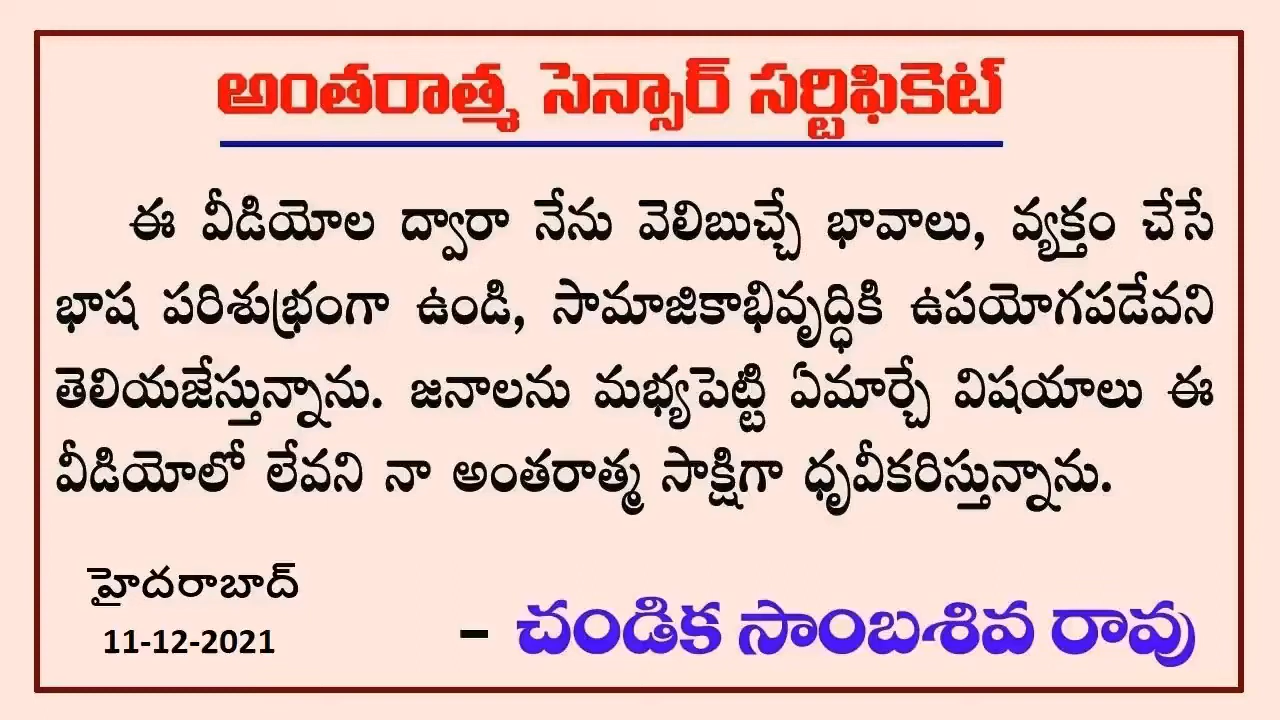 అంతరాత్మ సెన్సార్ సర్టిఫికెట్
ఈ వీడియోల ద్వారా నేను వెలిబుచ్చే భావాలు, వ్యక్తం చేసే
భాష పరిశుభ్రంగా ఉండి, సామాజికాభివృద్ధికి ఉపయోగపడేవని
తెలియజేస్తున్నాను. జనాలను మభ్యపెట్టి ఏమార్చే విషయాలు ఈ
వీడియోలో లేవని నా అంతరాత్మ సాక్షిగా ధృవీకరిస్తున్నాను.
హైదరాబాద్
11-12-2021
- చండిక సాంబశివ రావు